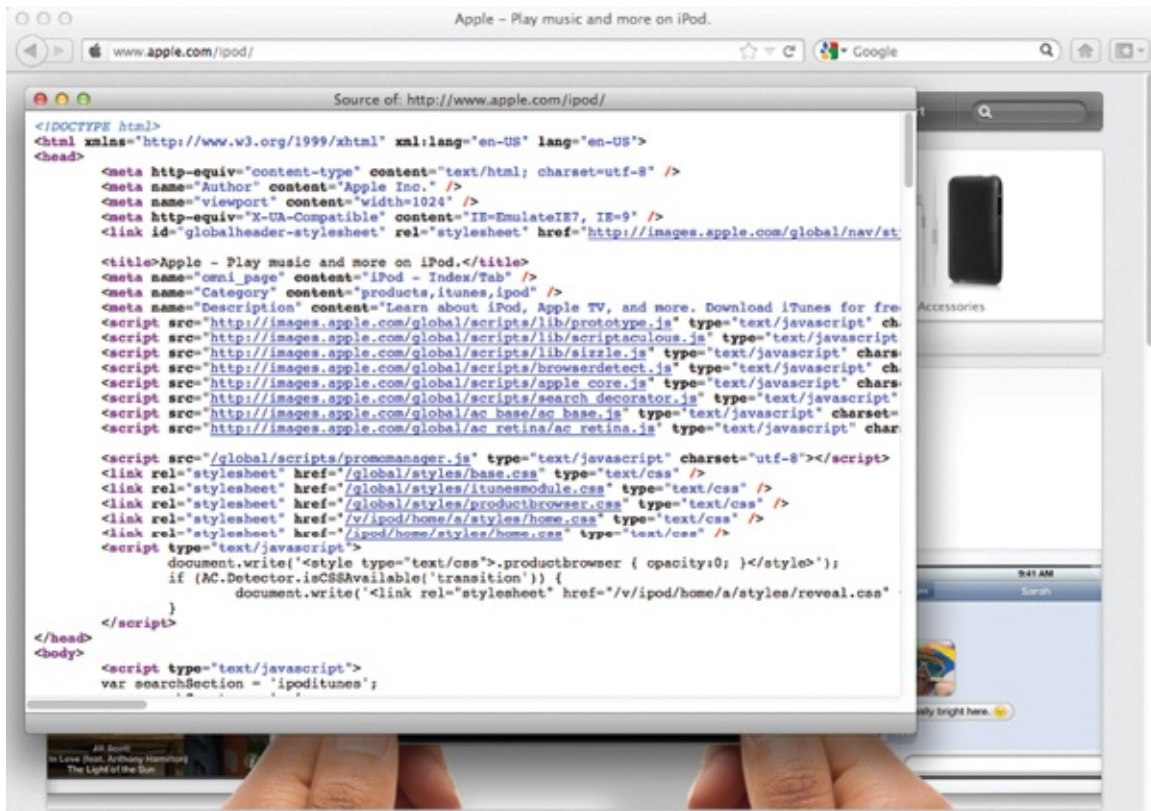 Apple – Play music and more on iPod.
www.apple.com/ipod/
Google
Source of: http://www.apple.com/ipod/
<!DOCTYPE html>
<html xmlns="http://www.w3.org/1999/xhtml" xml:lang="en-US" lang="en-US">
<head>
<meta http-equiv="content-type" content="text/html; charset=utf-8" />
<meta name="Author" content="Apple Inc." />
<meta name="viewport" content="width=1024" />
<meta http-equiv="X-UA-Compatible" content="IE=EmulateIE7, IE=9" />
<link id="globalheader-stylesheet" rel="stylesheet" href="http://images.apple.com/global/nav/st
<title>Apple - Play music and more on iPod.</title>
<meta name="omni_page" content="iPod - Index/Tab" />
<meta name="Category" content="products,itunes,ipod" />
<meta name="Description" content="Learn about iPod, Apple TV, and more. Download iTunes for fre
<script src="http://images.apple.com/global/scripts/lib/prototype.js" type="text/javascript" ch
<script src="http://images.apple.com/global/scripts/lib/scriptaculous.js" type="text/javascript
<script src="http://images.apple.com/global/scripts/lib/sizzle.js" type="text/javascript" chars
<script src="http://images.apple.com/global/scripts/browserdetect.js" type="text/javascript" ch
<script src="http://images.apple.com/global/scripts/apple_core.js" type="text/javascript" chars
<script src="http://images.apple.com/global/scripts/search_decorator.js" type="text/javascript"
<script src="http://images.apple.com/global/ac_base/ac_base.js" type="text/javascript" charset=
<script src="http://images.apple.com/global/ac_retina/ac_retina.js" type="text/javascript" char
<script src="/global/scripts/promomanager.js" type="text/javascript" charset="utf-8"></script>
<link rel="stylesheet" href="/global/styles/base.css" type="text/css" />
<link rel="stylesheet" href="/global/styles/itunesmodule.css" type="text/css" />
<link rel="stylesheet" href="/global/styles/productbrowser.css" type="text/css" />
<link rel="stylesheet" href="/v/ipod/home/a/styles/home.css" type="text/css" />
<link rel="stylesheet" href="/ipod/home/styles/home.css" type="text/css" />
<script type="text/javascript">
document.write('<style type="text/css">.productbrowser { opacity:0; }</style>');
if (AC.Detector.isCSSAvailable('transition')) {
document.write('<link rel="stylesheet" href="/v/ipod/home/a/styles/reveal.css"
}
</script>
</head>
<body>
<script type="text/javascript">
var searchSection = 'ipoditunes';
Accessories
9:41 AM
Sarah
ally bright here.
Jill Scott
in Love (feat. Anthony Hamilton)
The Light of the Sun